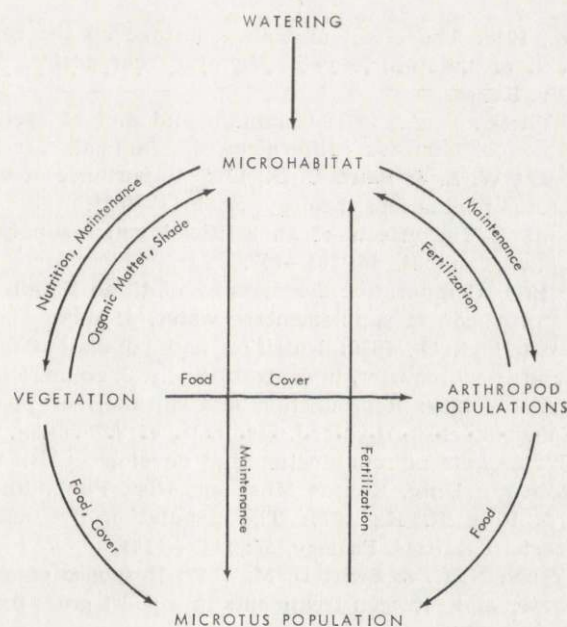 WATERING
MICROHABITAT
Nutrition, Maintenance
Organic Matter, Shade
Maintenance
Fertilization
VEGETATION
Food
Cover
ARTHROPOD
POPULATIONS
Maintenance
Fertilization
Food, Cover
Food
MICROTUS POPULATION